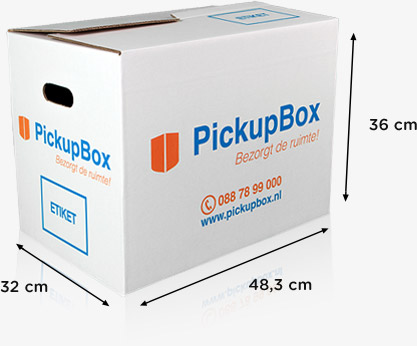 ETIKET
PickupBox
Bezorgt de ruimte!
ETIKET
PickupBox
Bezorgt de ruimte!
088 78 99 000
www.pickupbox.nl
36 cm
32 cm
48,3 cm